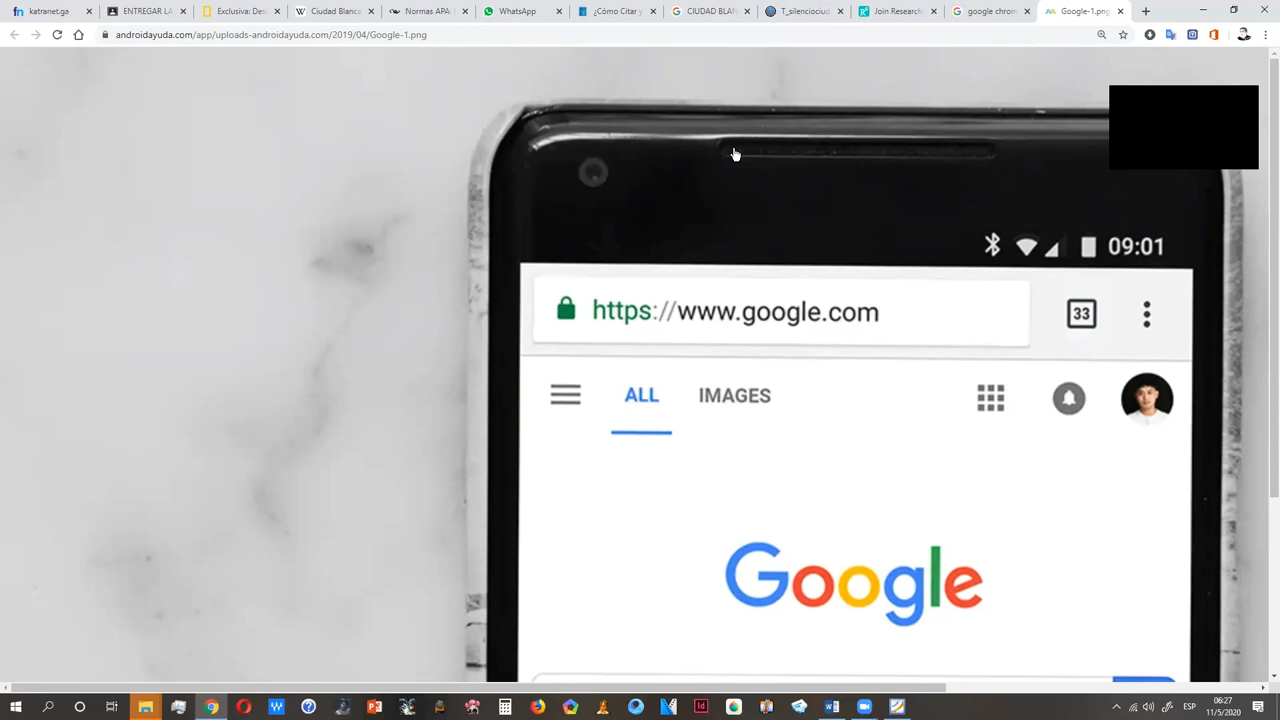 katranet.g
ENTREGAR LA
Exclusiva: Des
Ciudad Blanca
Normas APA:
WhatsApp
¿Cómo Citar y
CIUDAD BLAN
T_silenciociud
Join Research
google chrom
Google-1.png
androidayuda.com/app/uploads-androidayuda.com/2019/04/Google-1.png
09:01
https://www.google.com
33
ALL
IMAGES
Google
ESP
06:27
11/5/2020